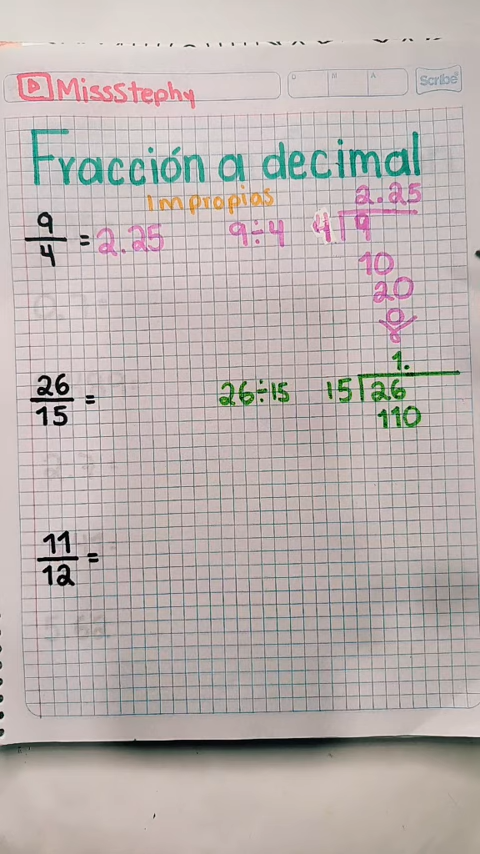 O M A Scribe
MissStephy
Fracción a decimal
Impropias
2.25
9/4 = 2.25 9÷4 4 9
10
20
0
1.
26/15 = 26÷15 15 26
110
11/12 =